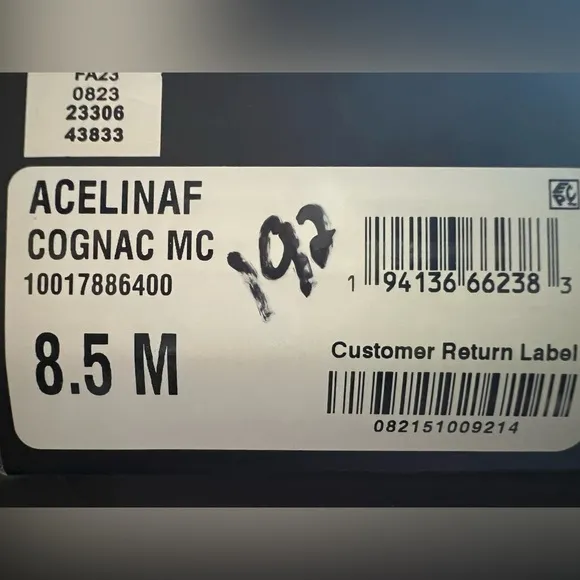 FA23
0823
23306
43833
ACELINAF
COGNAC MC
10017886400
8.5 M
192
EPC
1 94136 66238 3
Customer Return Label
082151009214